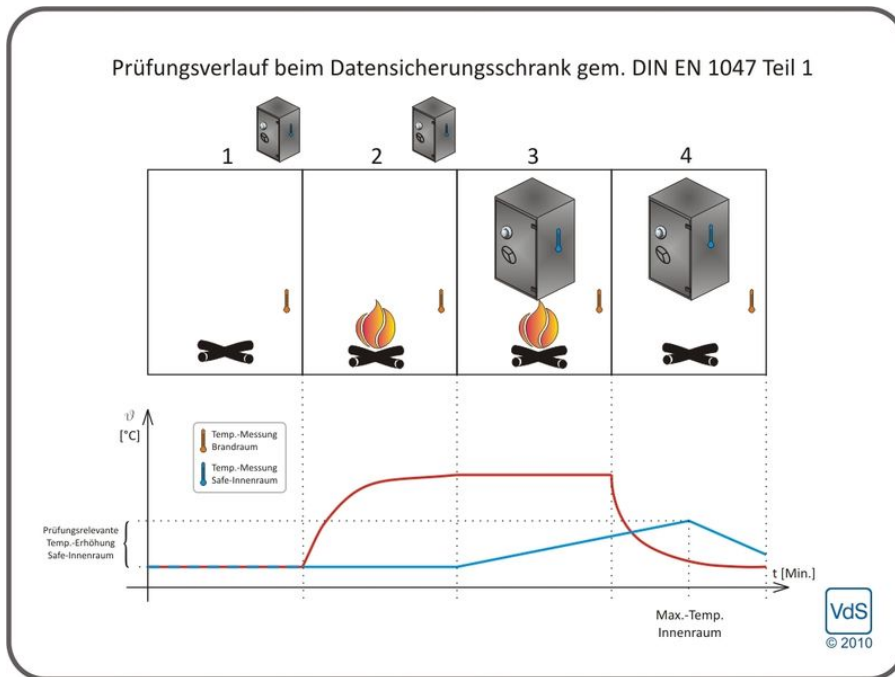 Prüfungsverlauf beim Datensicherungsschrank gem. DIN EN 1047 Teil 1
1
2
3
4
ϑ
[°C]
Temp.-Messung
Brandraum
Temp.-Messung
Safe-Innenraum
Prüfungsrelevante
Temp.-Erhöhung
Safe-Innenraum
t [Min.]
Max.-Temp.
Innenraum
VdS
© 2010